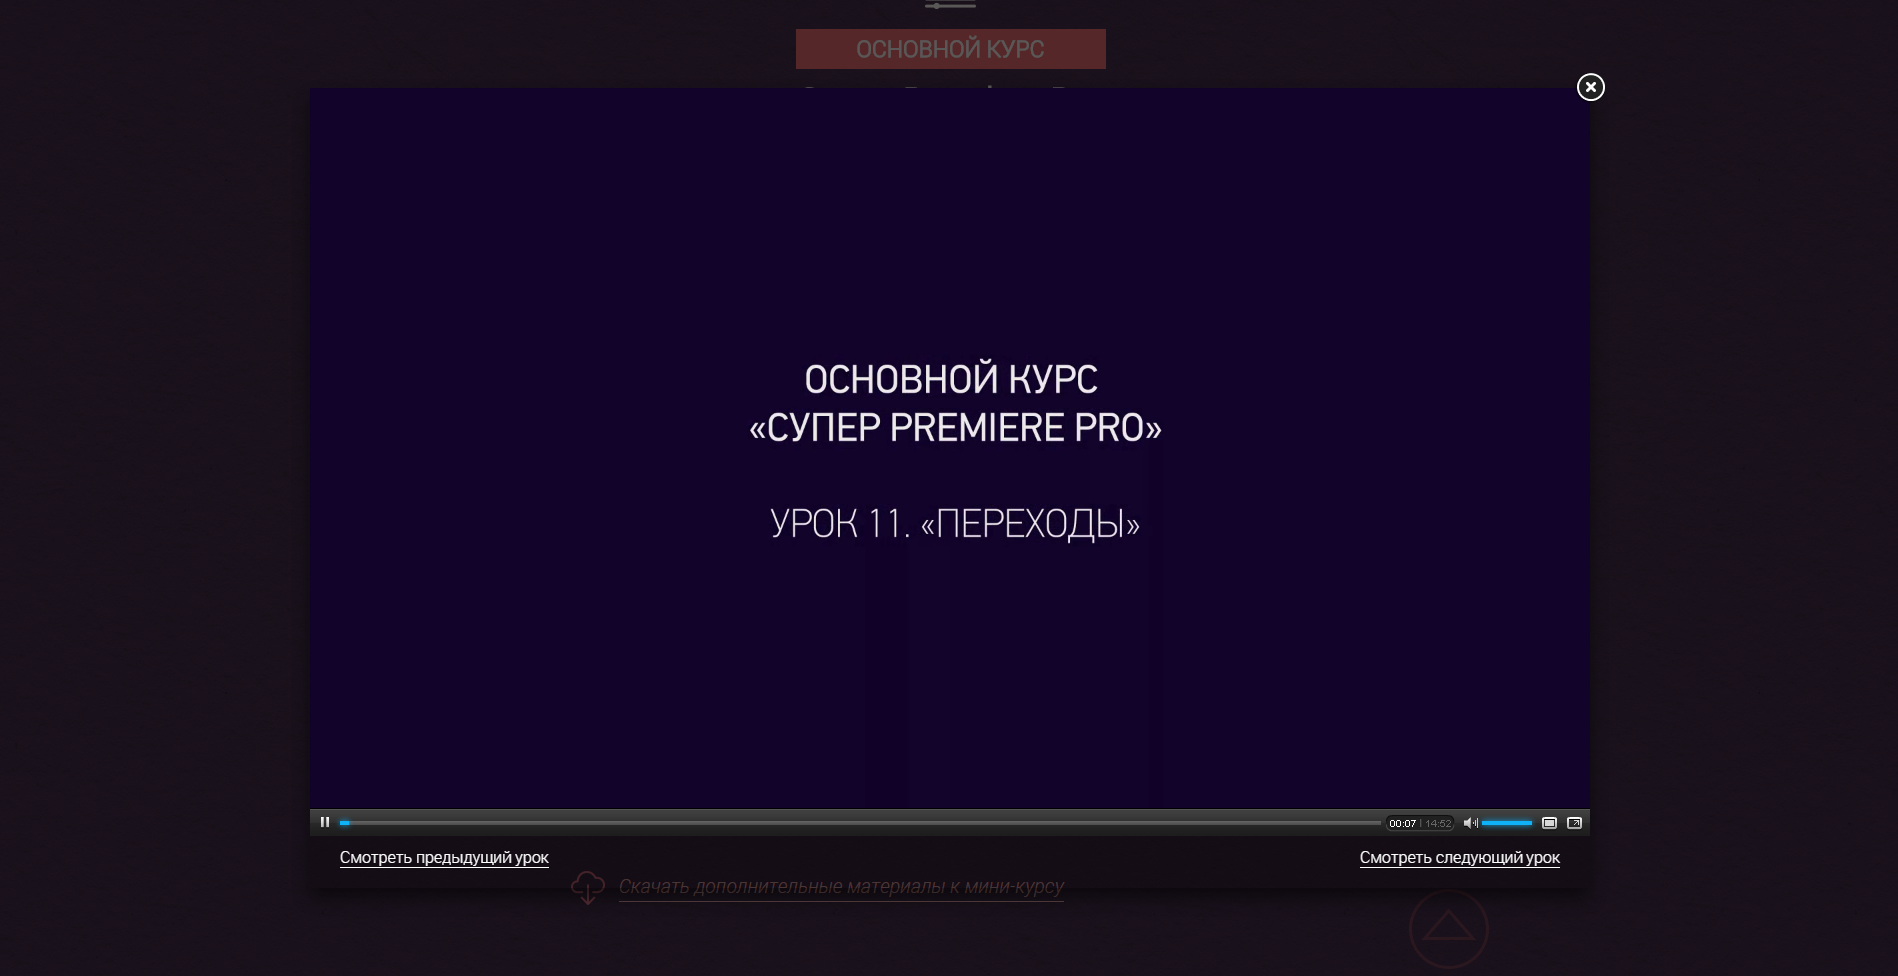 ОСНОВНОЙ КУРС
ОСНОВНОЙ КУРС
«СУПЕР PREMIERE PRO»
УРОК 11. «ПЕРЕХОДЫ»
00:07 | 14:52
Смотреть предыдущий урок
Смотреть следующий урок
Скачать дополнительные материалы к мини-курсу